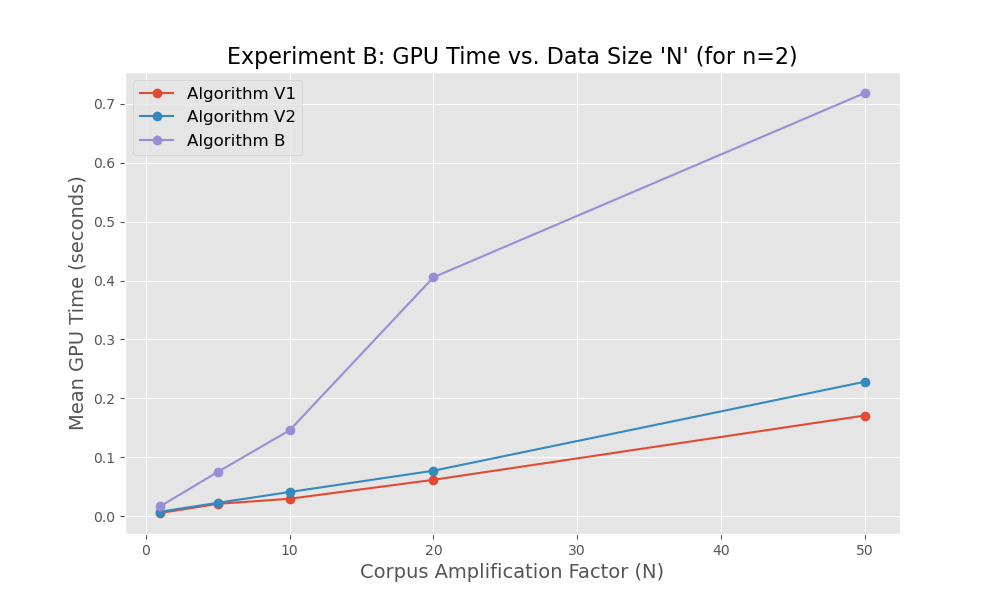 Experiment B: GPU Time vs. Data Size 'N' (for n=2)
Algorithm V1
Algorithm V2
Algorithm B
Mean GPU Time (seconds)
0.7
0.6
0.5
0.4
0.3
0.2
0.1
0.0
0 10 20 30 40 50
Corpus Amplification Factor (N)